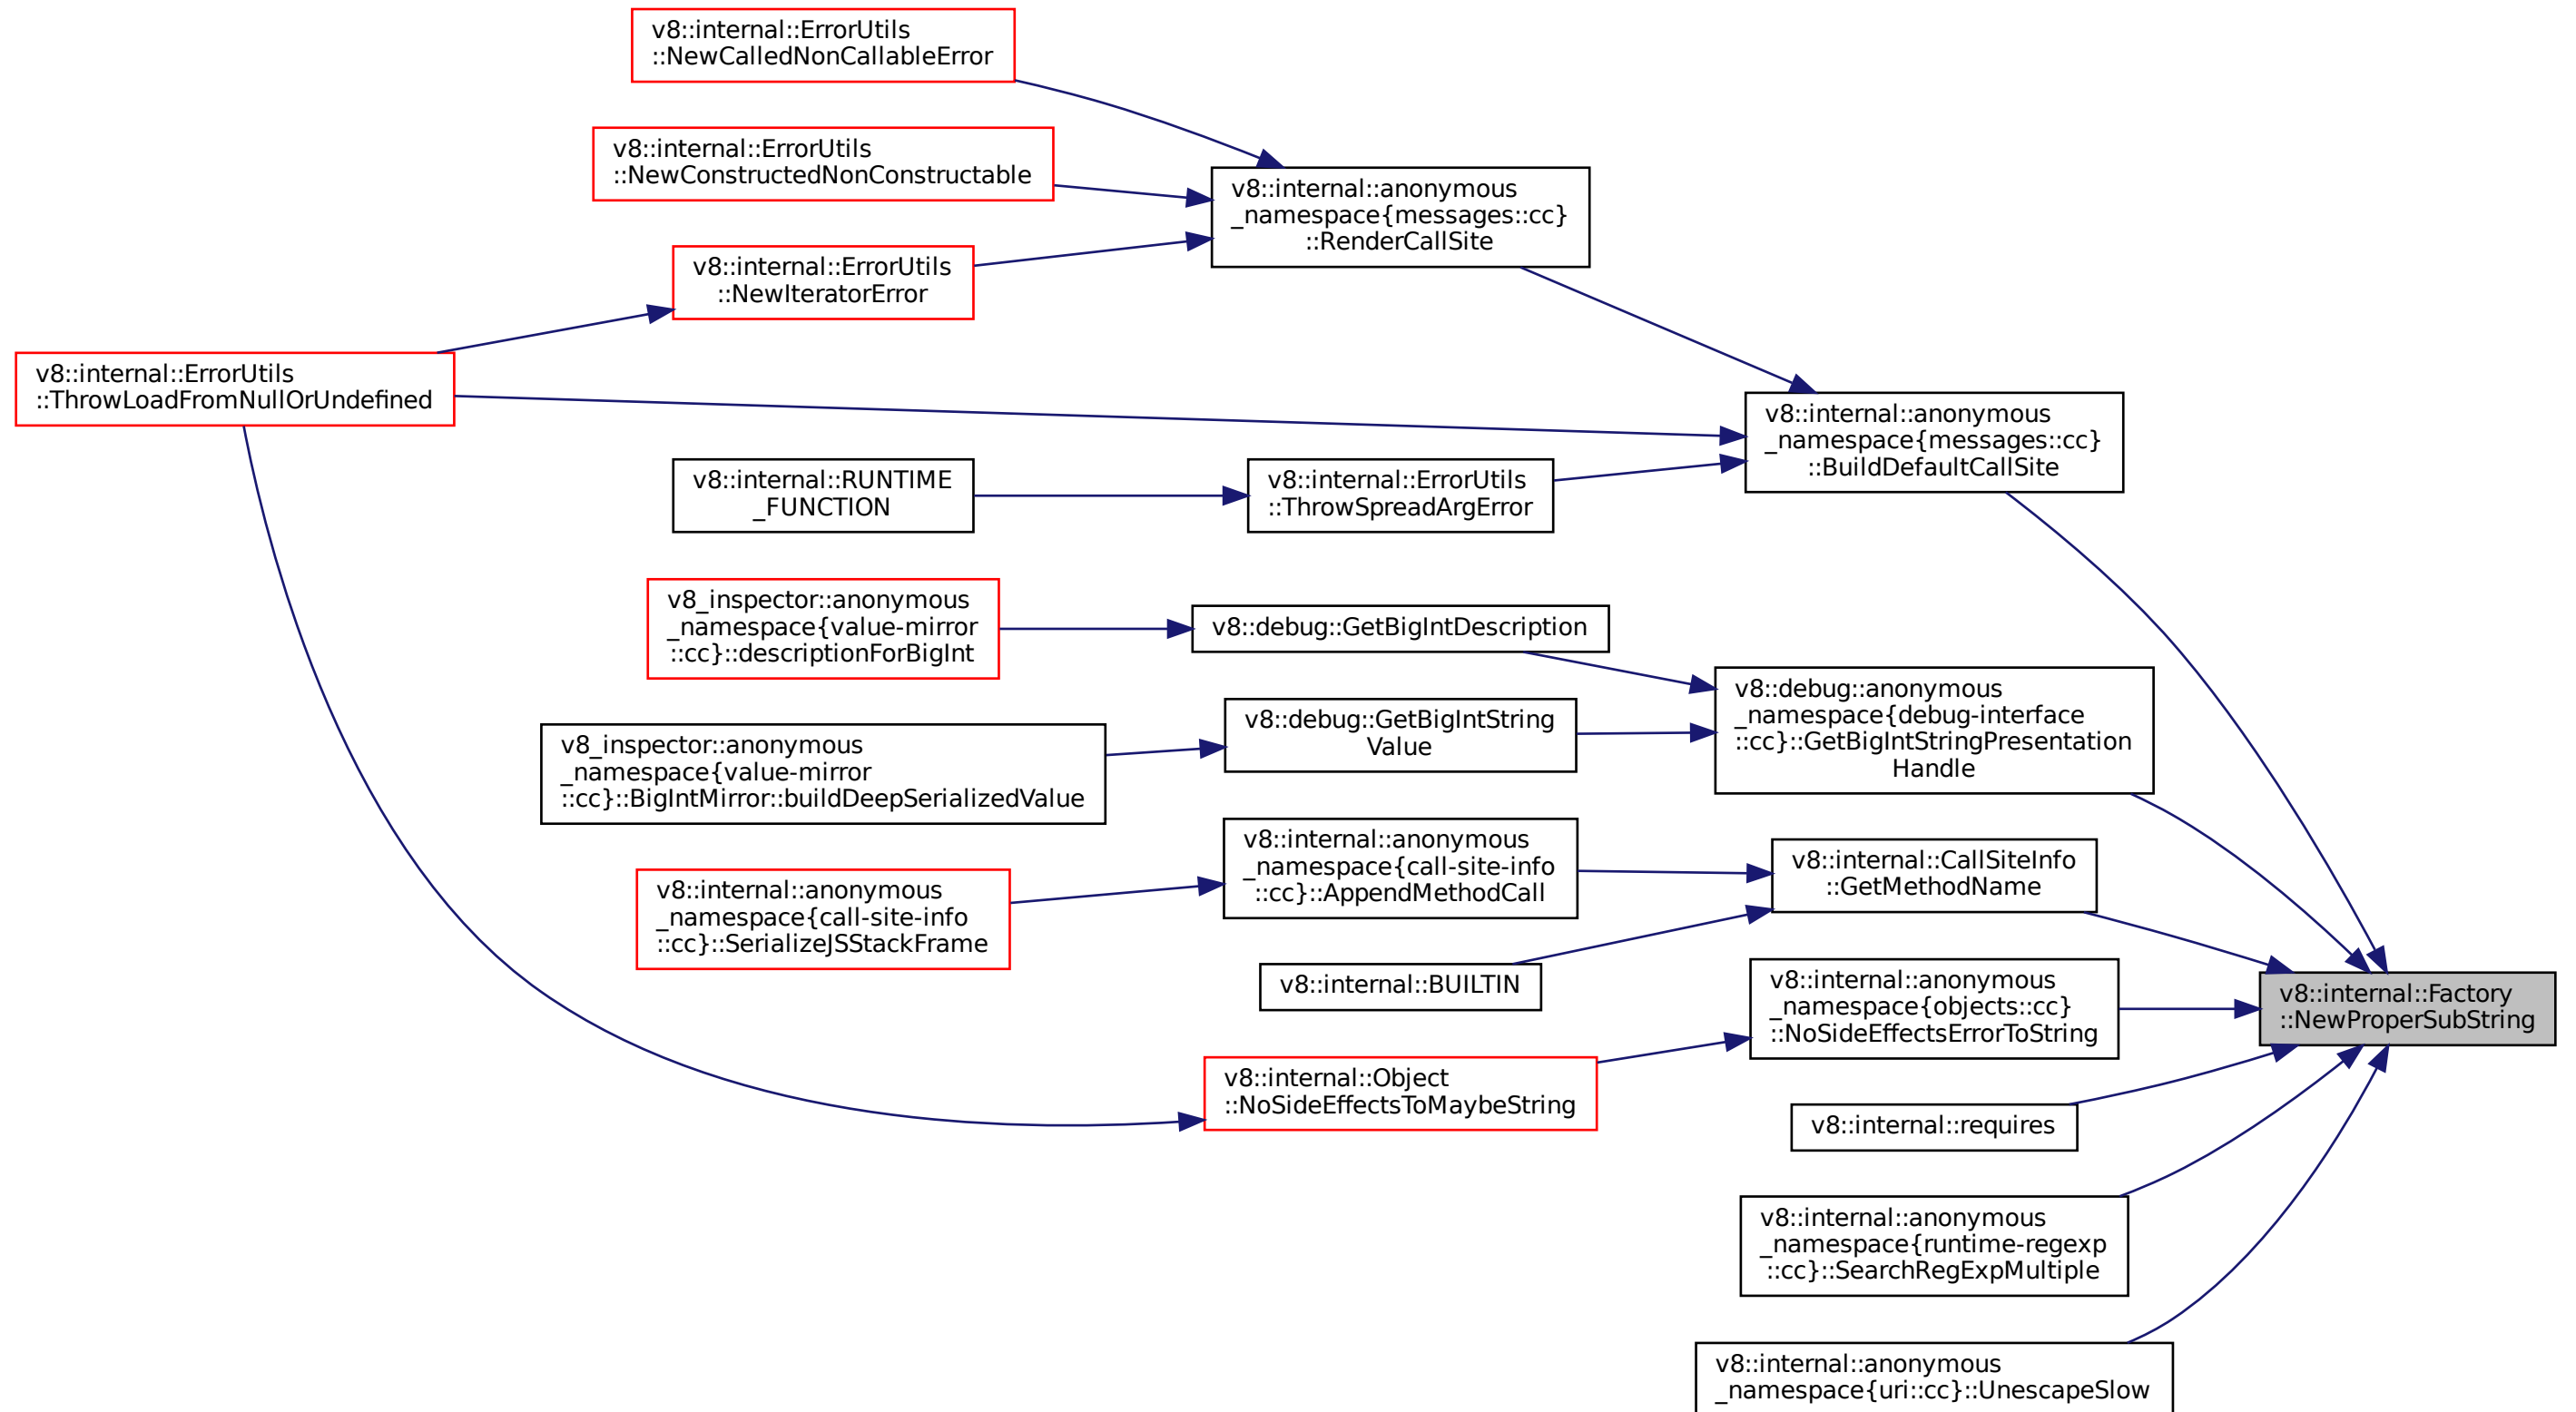 v8::internal::ErrorUtils
::NewCalledNonCallableError
v8::internal::ErrorUtils
::NewConstructedNonConstructable
v8::internal::anonymous
_namespace{messages::cc}
::RenderCallSite
v8::internal::ErrorUtils
::NewIteratorError
v8::internal::ErrorUtils
::ThrowLoadFromNullOrUndefined
v8::internal::anonymous
_namespace{messages::cc}
::BuildDefaultCallSite
v8::internal::RUNTIME
_FUNCTION
v8::internal::ErrorUtils
::ThrowSpreadArgError
v8_inspector::anonymous
_namespace{value-mirror
::cc}::descriptionForBigInt
v8::debug::GetBigIntDescription
v8::debug::anonymous
_namespace{debug-interface
::cc}::GetBigIntStringPresentation
Handle
v8::debug::GetBigIntString
Value
v8_inspector::anonymous
_namespace{value-mirror
::cc}::BigIntMirror::buildDeepSerializedValue
v8::internal::anonymous
_namespace{call-site-info
::cc}::AppendMethodCall
v8::internal::CallSiteInfo
::GetMethodName
v8::internal::anonymous
_namespace{call-site-info
::cc}::SerializeJSStackFrame
v8::internal::BUILTIN
v8::internal::anonymous
_namespace{objects::cc}
::NoSideEffectsErrorToString
v8::internal::Factory
::NewProperSubString
v8::internal::Object
::NoSideEffectsToMaybeString
v8::internal::requires
v8::internal::anonymous
_namespace{runtime-regexp
::cc}::SearchRegExpMultiple
v8::internal::anonymous
_namespace{uri::cc}::UnescapeSlow